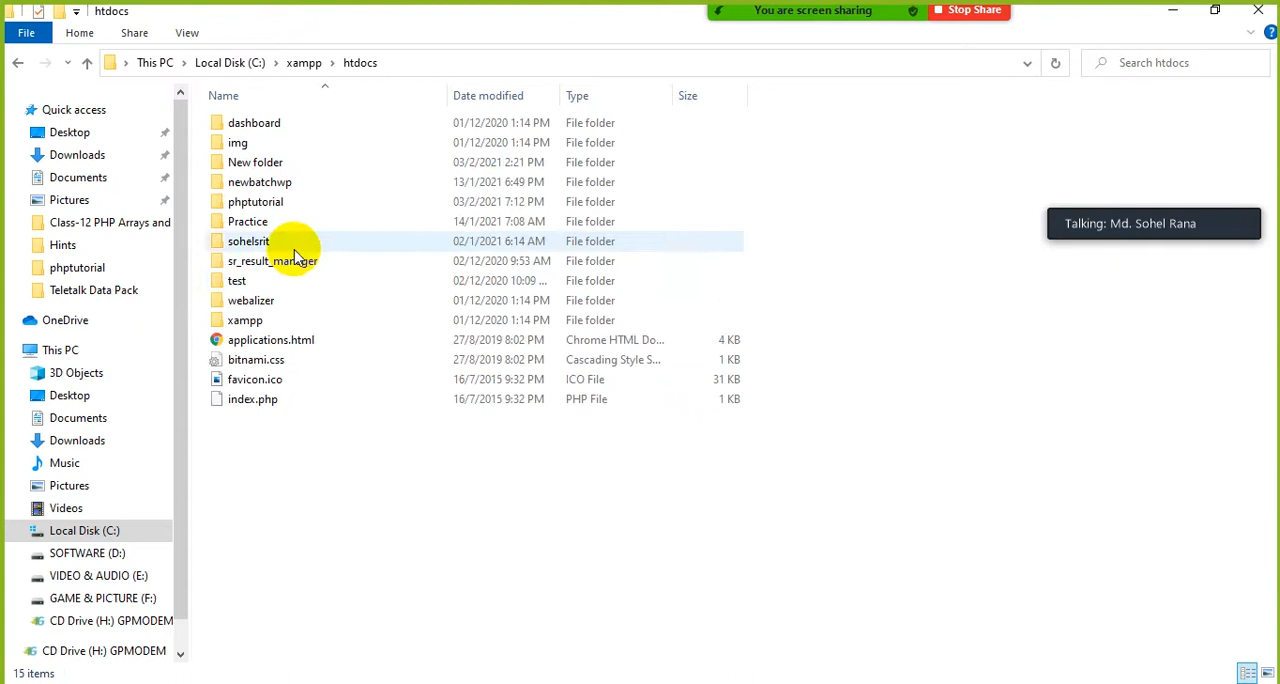 htdocs
You are screen sharing
Stop Share
File Home Share View
This PC Local Disk (C:) xampp htdocs
Search htdocs
Name Date modified Type Size
dashboard 01/12/2020 1:14 PM File folder
img 01/12/2020 1:14 PM File folder
New folder 03/2/2021 2:21 PM File folder
newbatchwp 13/1/2021 6:49 PM File folder
phptutorial 03/2/2021 7:12 PM File folder
Practice 14/1/2021 7:08 AM File folder
sohelsrit 02/1/2021 6:14 AM File folder
sr_result_manager 02/12/2020 9:53 AM File folder
test 02/12/2020 10:09 ... File folder
webalizer 01/12/2020 1:14 PM File folder
xampp 01/12/2020 1:14 PM File folder
applications.html 27/8/2019 8:02 PM Chrome HTML Do... 4 KB
bitnami.css 27/8/2019 8:02 PM Cascading Style S... 1 KB
favicon.ico 16/7/2015 9:32 PM ICO File 31 KB
index.php 16/7/2015 9:32 PM PHP File 1 KB
Quick access
Desktop
Downloads
Documents
Pictures
Class-12 PHP Arrays and
Hints
phptutorial
Teletalk Data Pack
OneDrive
This PC
3D Objects
Desktop
Documents
Downloads
Music
Pictures
Videos
Local Disk (C:)
SOFTWARE (D:)
VIDEO & AUDIO (E:)
GAME & PICTURE (F:)
CD Drive (H:) GPMODEM
CD Drive (H:) GPMODEM
Talking: Md. Sohel Rana
15 items